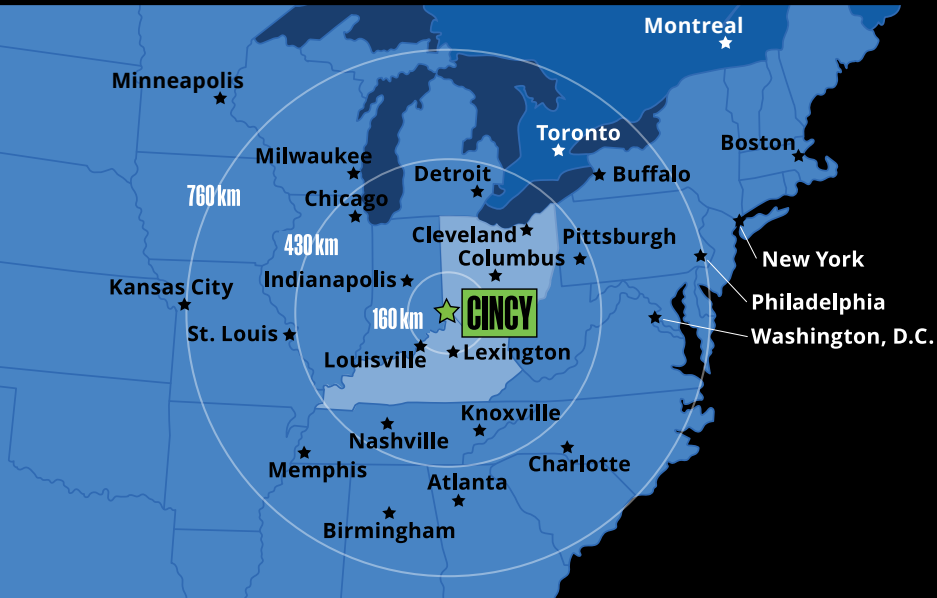 Montreal
Minneapolis
Toronto
Boston
Milwaukee
Detroit
Buffalo
760 km
Chicago
430 km
Cleveland
Pittsburgh
Columbus
New York
Indianapolis
Kansas City
Philadelphia
160 km
CINCY
St. Louis
Washington, D.C.
Louisville
Lexington
Knoxville
Nashville
Memphis
Charlotte
Atlanta
Birmingham